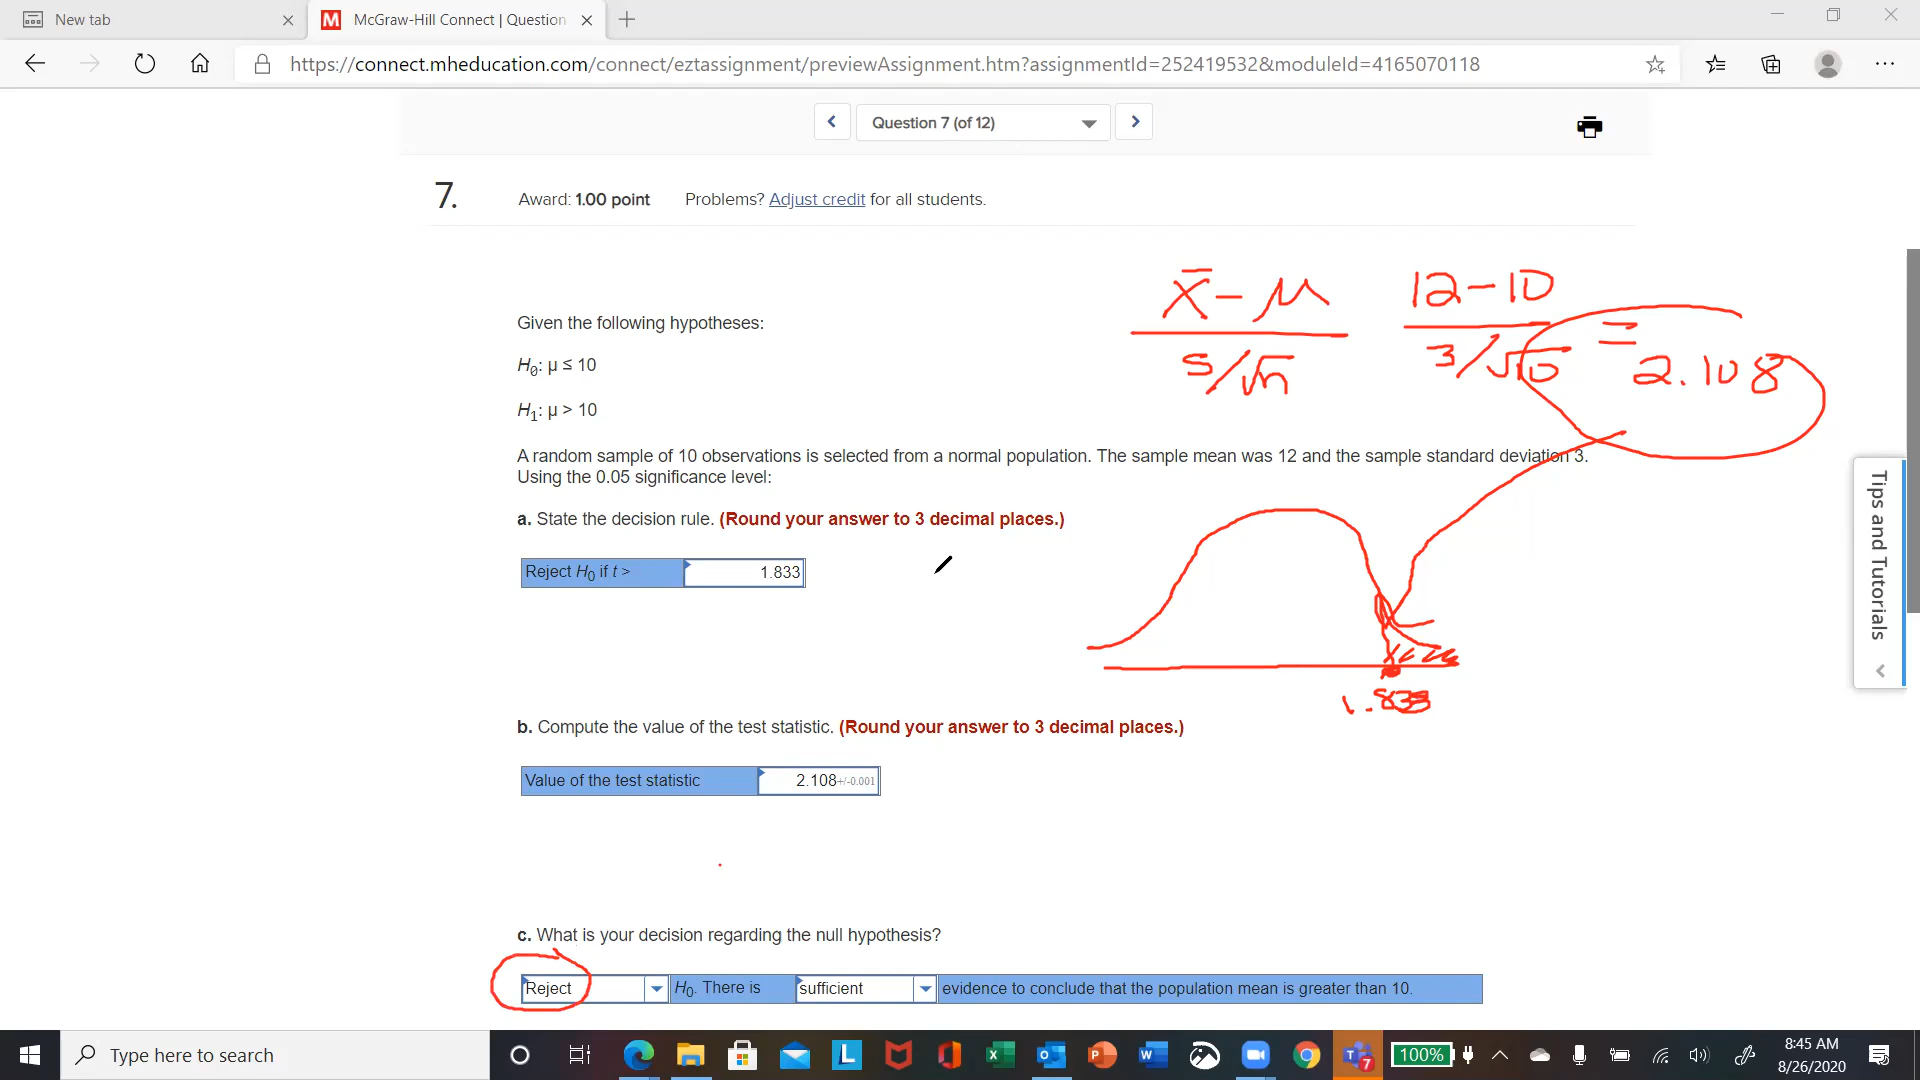 New tab
McGraw-Hill Connect | Question
https://connect.mheducation.com/connect/eztassignment/previewAssignment.htm?assignmentId=252419532&moduleId=4165070118
Question 7 (of 12)
7.
Award: 1.00 point Problems? Adjust credit for all students.
x̄ - μ 12-10
s/√n 3/√10 = 2.108
Given the following hypotheses:
H0: μ ≤ 10
H1: μ > 10
A random sample of 10 observations is selected from a normal population. The sample mean was 12 and the sample standard deviation 3.
Using the 0.05 significance level:
a. State the decision rule. (Round your answer to 3 decimal places.)
Reject H0 if t > 1.833
1.833
b. Compute the value of the test statistic. (Round your answer to 3 decimal places.)
Value of the test statistic 2.108+/-0.001
c. What is your decision regarding the null hypothesis?
Reject H0. There is sufficient evidence to conclude that the population mean is greater than 10.
Tips and Tutorials
Type here to search
100%
7
8:45 AM
8/26/2020